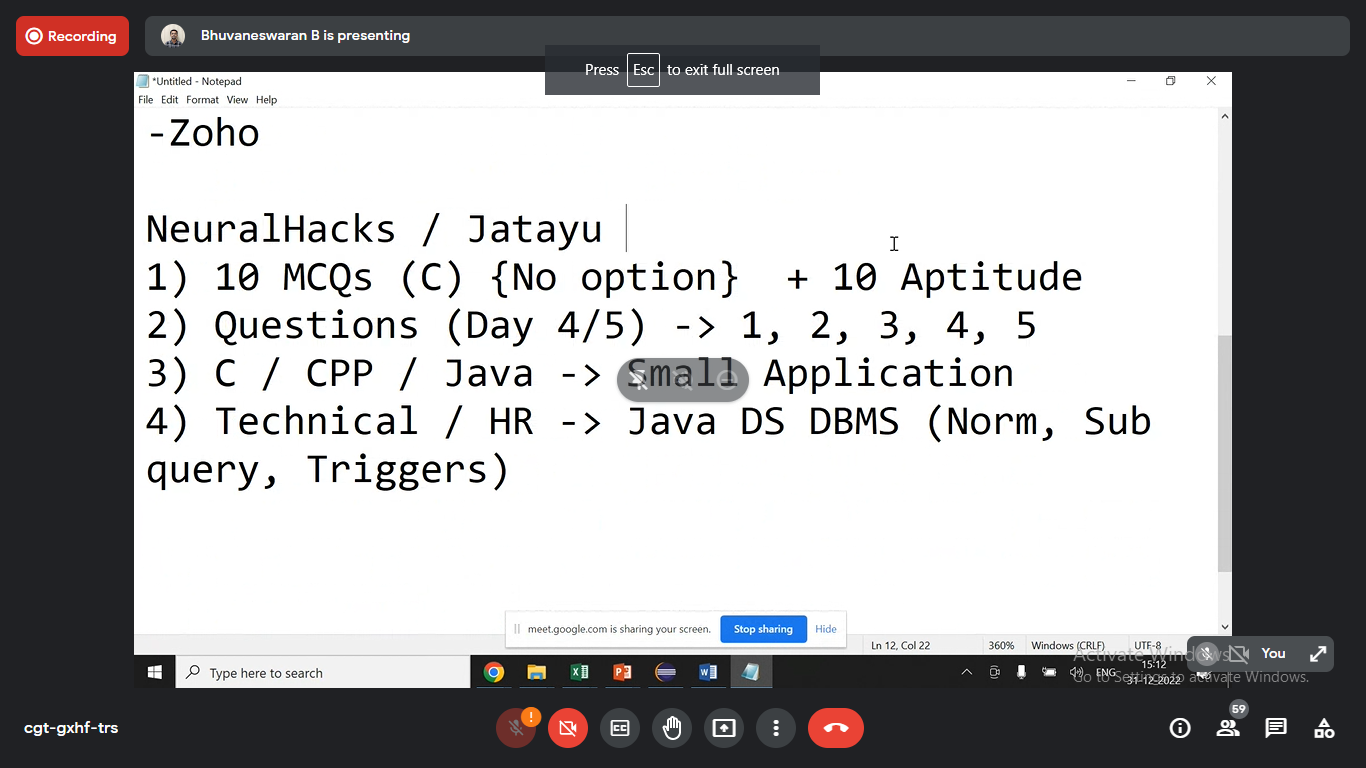 Recording
Bhuvaneswaran B is presenting
Press Esc to exit full screen
*Untitled - Notepad
File Edit Format View Help
-Zoho
NeuralHacks / Jatayu
1) 10 MCQs (C) {No option} + 10 Aptitude
2) Questions (Day 4/5) -> 1, 2, 3, 4, 5
3) C / CPP / Java -> Small Application
4) Technical / HR -> Java DS DBMS (Norm, Sub
query, Triggers)
meet.google.com is sharing your screen. Stop sharing Hide
Ln 12, Col 22 360% Windows (CRLF) UTF-8
Activate Windows
Go to Settings to activate Windows.
You
Type here to search
ENG 15:12
31-12-2022
cgt-gxhf-trs
59